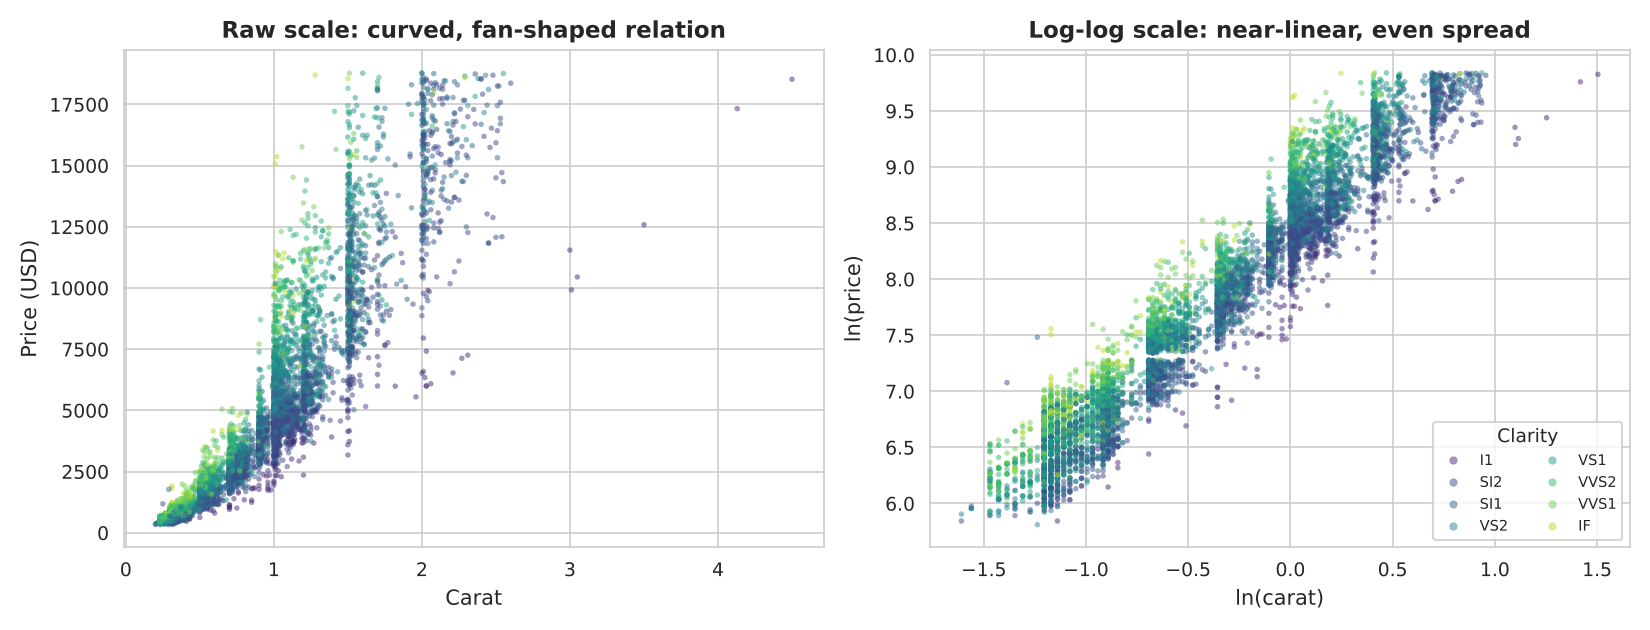 Raw scale: curved, fan-shaped relation
Price (USD)
17500
15000
12500
10000
7500
5000
2500
0
0 1 2 3 4
Carat
Log-log scale: near-linear, even spread
ln(price)
10.0
9.5
9.0
8.5
8.0
7.5
7.0
6.5
6.0
−1.5 −1.0 −0.5 0.0 0.5 1.0 1.5
ln(carat)
Clarity
I1 VS1
SI2 VVS2
SI1 VVS1
VS2 IF